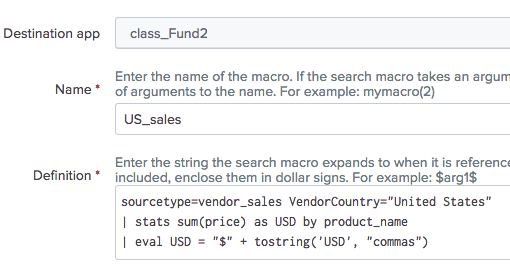 Destination app
class_Fund2
Enter the name of the macro. If the search macro takes an argum
Name *
of arguments to the name. For example: mymacro(2)
US_sales
Enter the string the search macro expands to when it is reference
Definition *
included, enclose them in dollar signs. For example: $arg1$
sourcetype=vendor_sales VendorCountry="United States"
| stats sum(price) as USD by product_name
| eval USD = "$" + tostring('USD', "commas")